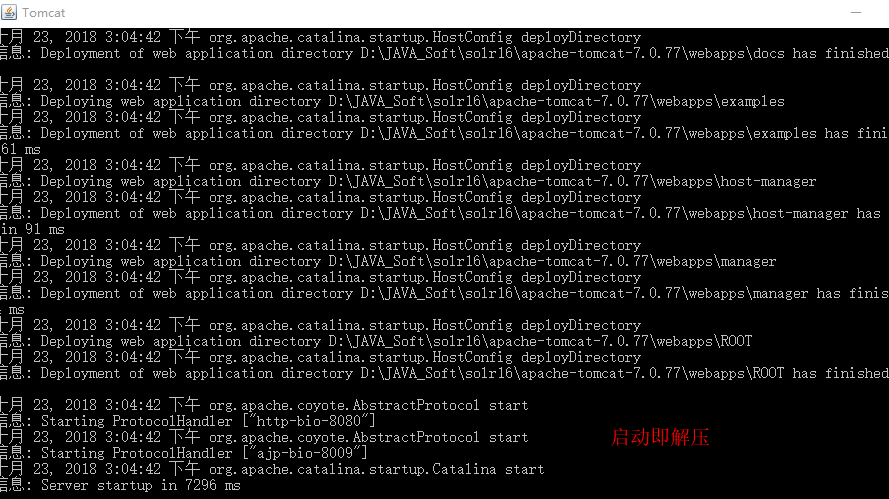 Tomcat
十月 23, 2018 3:04:42 下午 org.apache.catalina.startup.HostConfig deployDirectory
信息: Deployment of web application directory D:\JAVA_Soft\solr16\apache-tomcat-7.0.77\webapps\docs has finished
十月 23, 2018 3:04:42 下午 org.apache.catalina.startup.HostConfig deployDirectory
信息: Deploying web application directory D:\JAVA_Soft\solr16\apache-tomcat-7.0.77\webapps\examples
十月 23, 2018 3:04:42 下午 org.apache.catalina.startup.HostConfig deployDirectory
信息: Deployment of web application directory D:\JAVA_Soft\solr16\apache-tomcat-7.0.77\webapps\examples has fini
61 ms
十月 23, 2018 3:04:42 下午 org.apache.catalina.startup.HostConfig deployDirectory
信息: Deploying web application directory D:\JAVA_Soft\solr16\apache-tomcat-7.0.77\webapps\host-manager
十月 23, 2018 3:04:42 下午 org.apache.catalina.startup.HostConfig deployDirectory
信息: Deployment of web application directory D:\JAVA_Soft\solr16\apache-tomcat-7.0.77\webapps\host-manager has
in 91 ms
十月 23, 2018 3:04:42 下午 org.apache.catalina.startup.HostConfig deployDirectory
信息: Deploying web application directory D:\JAVA_Soft\solr16\apache-tomcat-7.0.77\webapps\manager
十月 23, 2018 3:04:42 下午 org.apache.catalina.startup.HostConfig deployDirectory
信息: Deployment of web application directory D:\JAVA_Soft\solr16\apache-tomcat-7.0.77\webapps\manager has finis
ms
十月 23, 2018 3:04:42 下午 org.apache.catalina.startup.HostConfig deployDirectory
信息: Deploying web application directory D:\JAVA_Soft\solr16\apache-tomcat-7.0.77\webapps\ROOT
十月 23, 2018 3:04:42 下午 org.apache.catalina.startup.HostConfig deployDirectory
信息: Deployment of web application directory D:\JAVA_Soft\solr16\apache-tomcat-7.0.77\webapps\ROOT has finished
十月 23, 2018 3:04:42 下午 org.apache.coyote.AbstractProtocol start
信息: Starting ProtocolHandler ["http-bio-8080"]
十月 23, 2018 3:04:42 下午 org.apache.coyote.AbstractProtocol start
启动即解压
信息: Starting ProtocolHandler ["ajp-bio-8009"]
十月 23, 2018 3:04:42 下午 org.apache.catalina.startup.Catalina start
信息: Server startup in 7296 ms